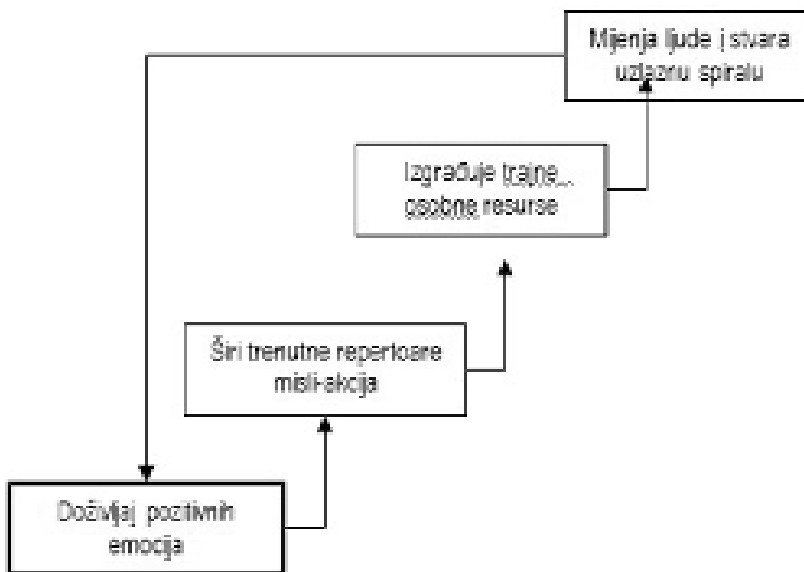 Mijenja ljude i stvara
uzlaznu spiralu
Izgrađuje trajne
osobne resurse
Širi trenutne repertoare
misli-akcija
Doživljaj pozitivnih
emocija